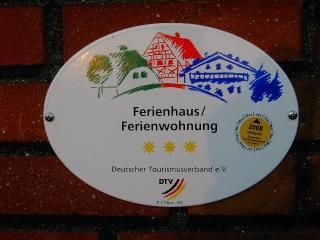 Ferienhaus/
Ferienwohnung
Deutscher Tourismusverband e.V.
DTV
2008